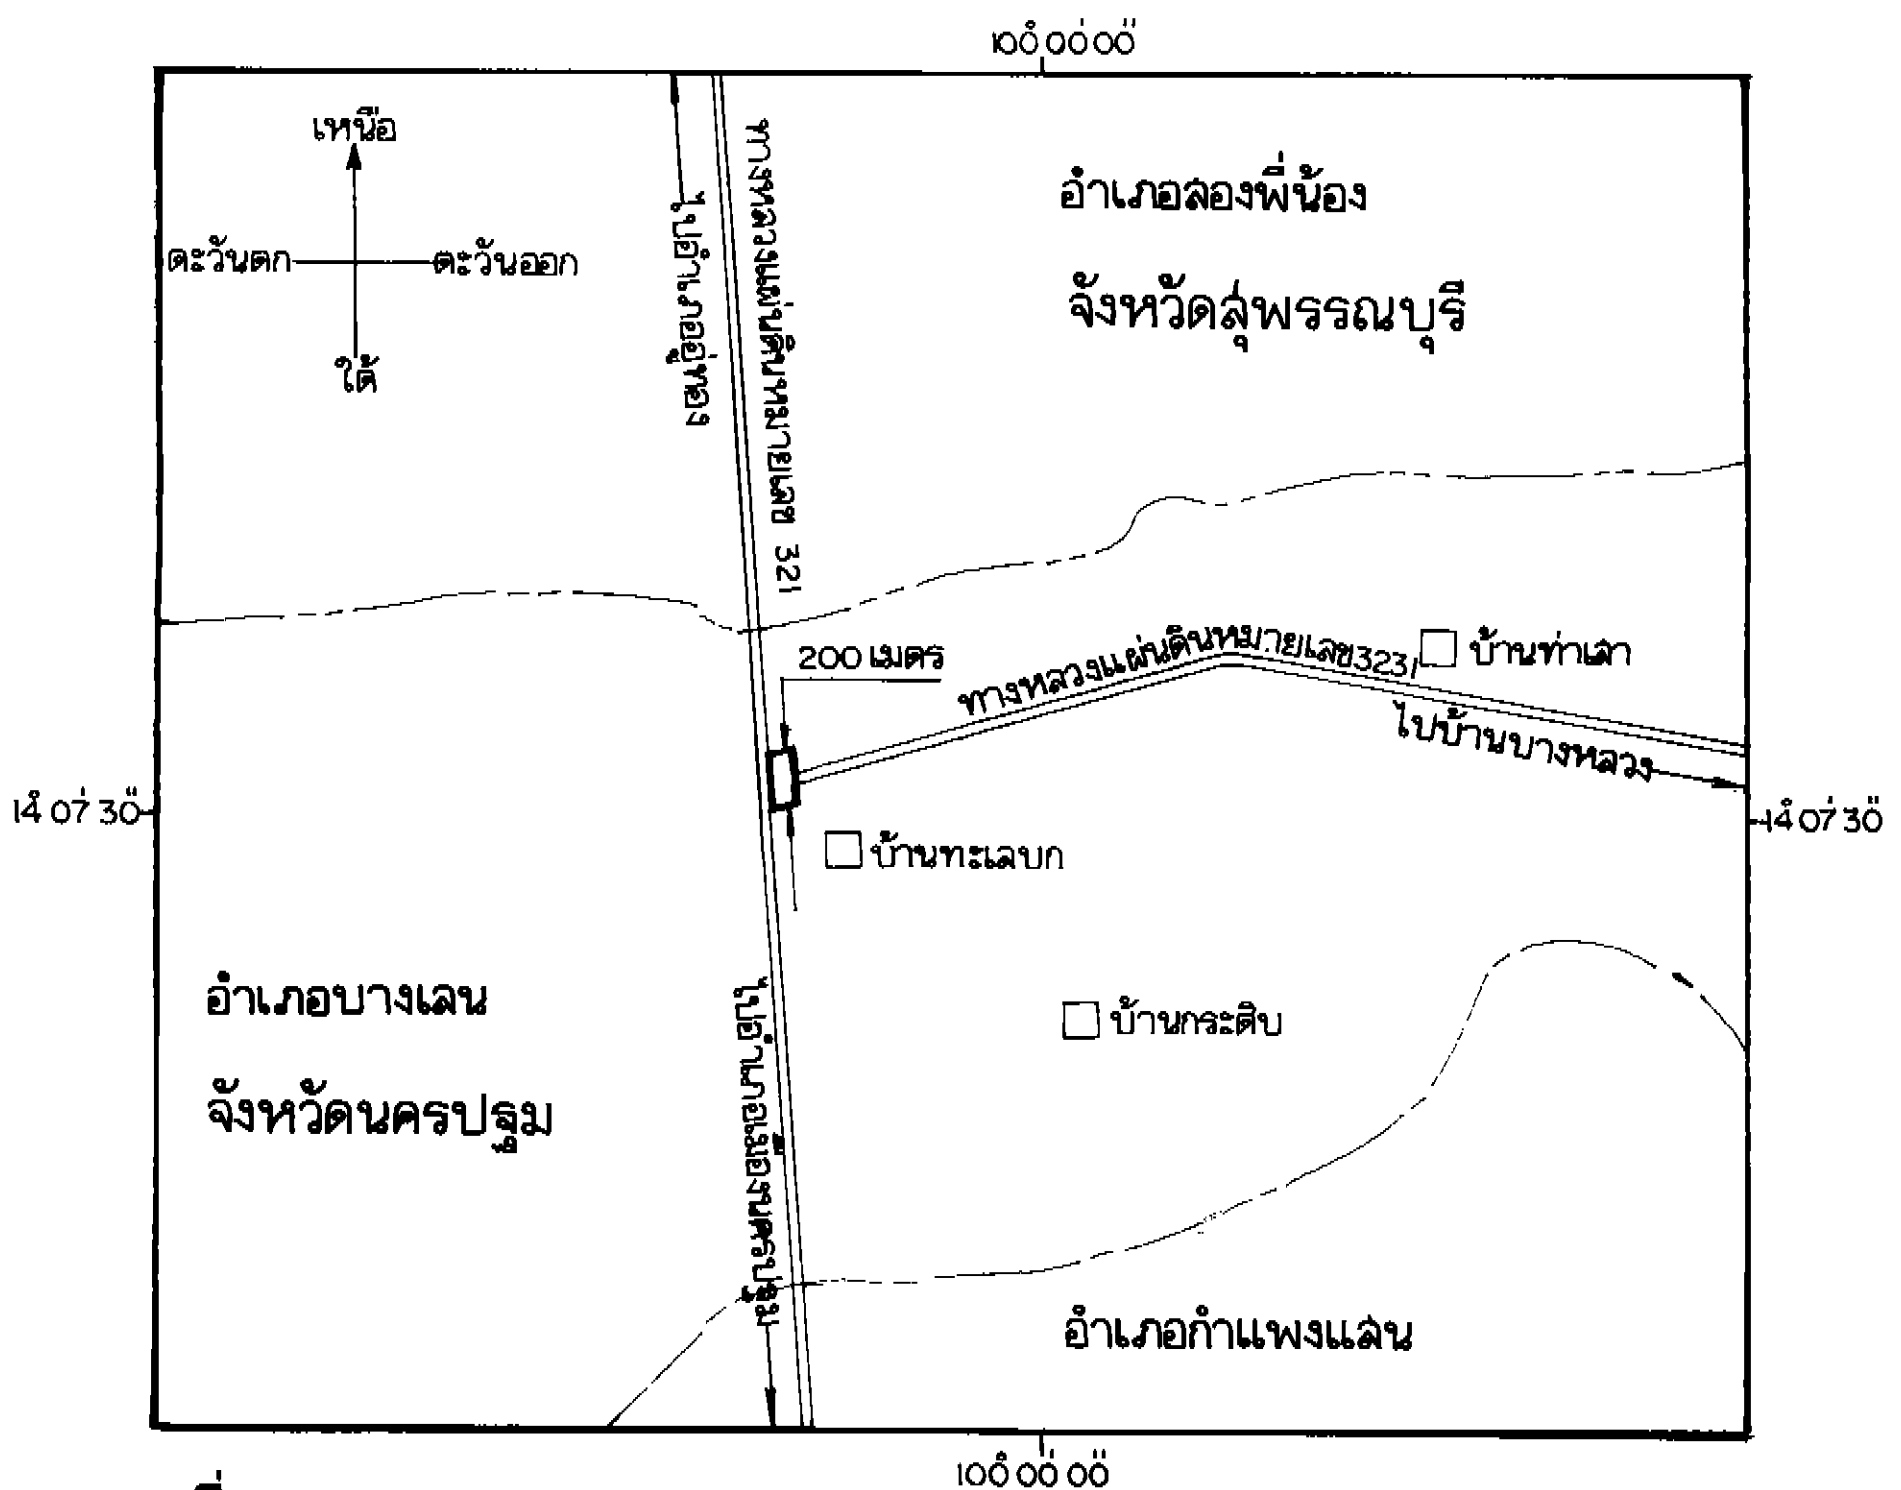 100° 00' 00"
เหนือ
ตะวันตก
ตะวันออก
ใต้
ไปอำเภออู่ทอง
ทางหลวงแผ่นดินหมายเลข 321
อำเภอสองพี่น้อง
จังหวัดสุพรรณบุรี
200 เมตร
ทางหลวงแผ่นดินหมายเลข3231
บ้านท่าเสา
ไปบ้านบางหลวง
14° 07' 30"
14° 07' 30"
บ้านทะเลบก
อำเภอบางเลน
จังหวัดนครปฐม
ไปอำเภอเมืองนครปฐม
บ้านกระตีบ
อำเภอกำแพงแสน
100° 00' 00"